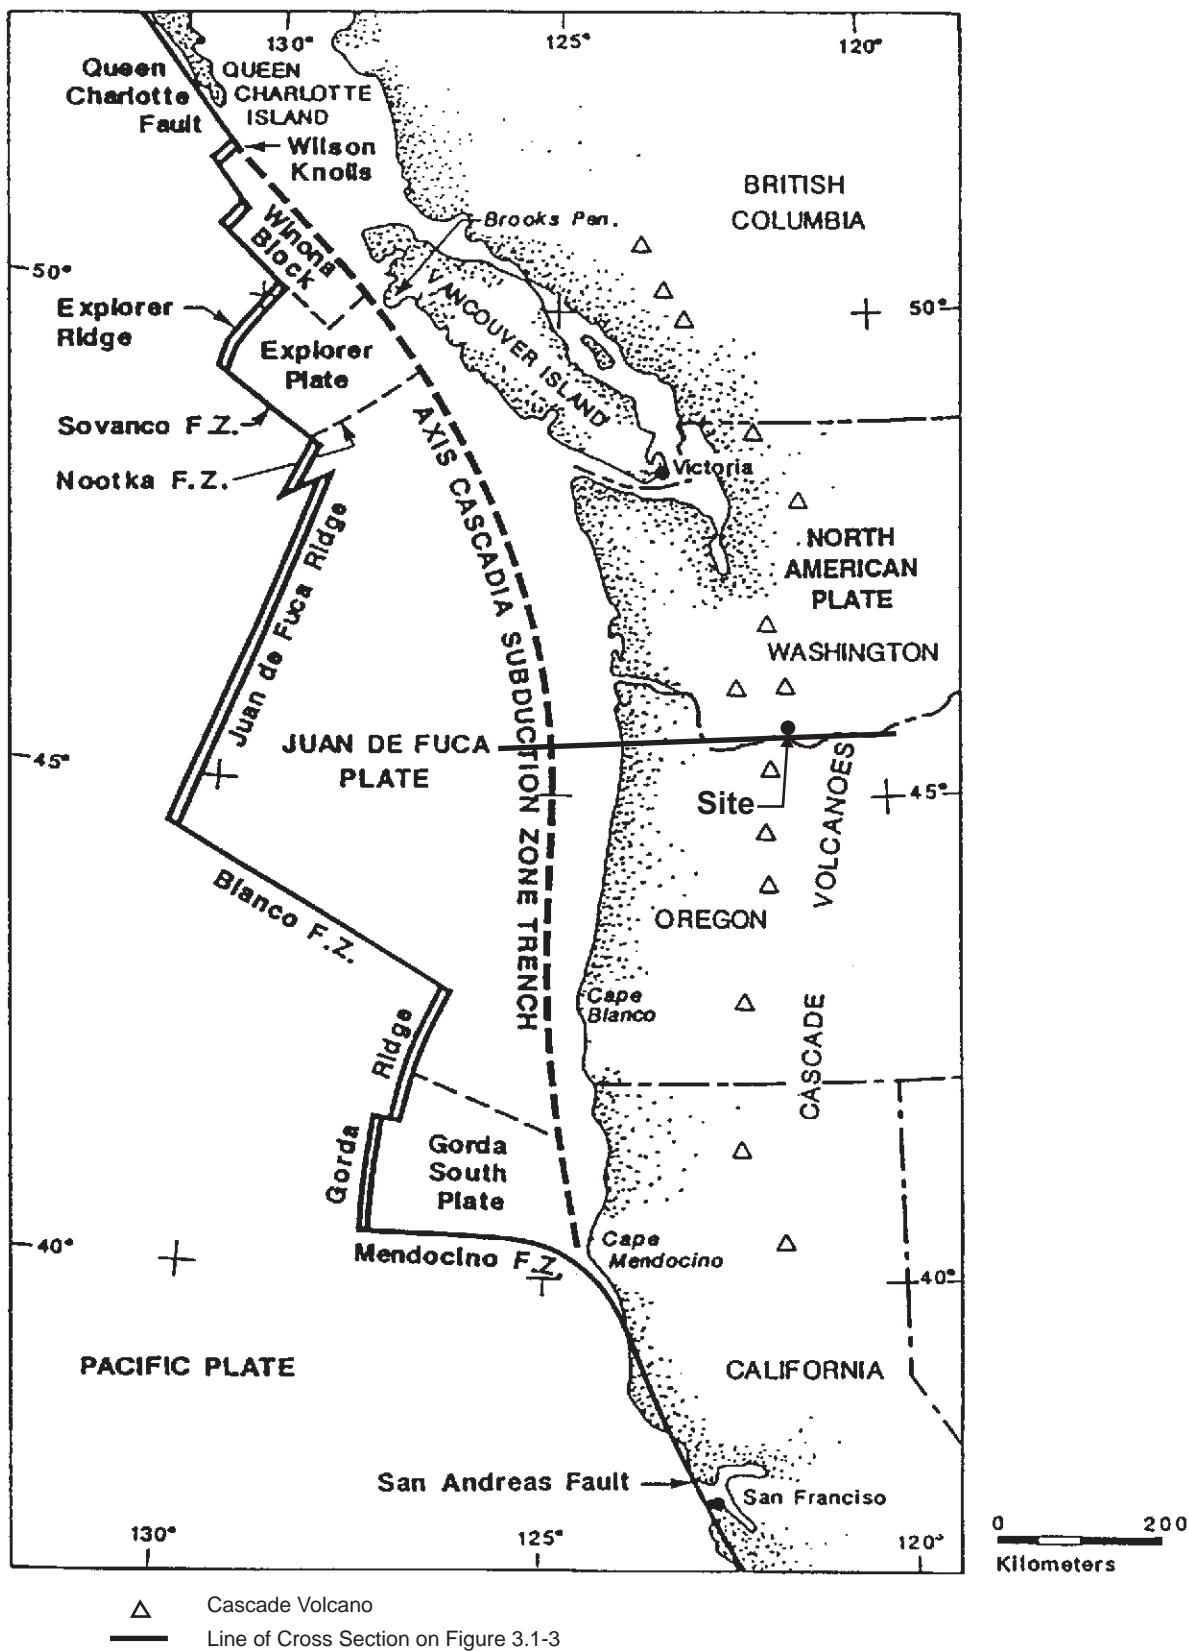 130°
125°
120°
Queen
Charlotte
Fault
QUEEN
CHARLOTTE
ISLAND
Wilson
Knolls
BRITISH
COLUMBIA
Brooks Pen.
Winona
Block
50°
50°
VANCOUVER ISLAND
Explorer
Ridge
Explorer
Plate
Sovanco F.Z.
Nootka F.Z.
Victoria
AXIS CASCADIA SUBDUCTION ZONE TRENCH
NORTH
AMERICAN
PLATE
Juan de Fuca Ridge
WASHINGTON
JUAN DE FUCA
PLATE
45°
45°
Site
CASCADE VOLCANOES
Blanco F.Z.
OREGON
Cape
Blanco
Gorda Ridge
Gorda
South
Plate
40°
Cape
Mendocino
Mendocino F.Z.
40°
PACIFIC PLATE
CALIFORNIA
San Andreas Fault
San Franciso
130°
125°
120°
0 200
Kilometers
Cascade Volcano
Line of Cross Section on Figure 3.1-3